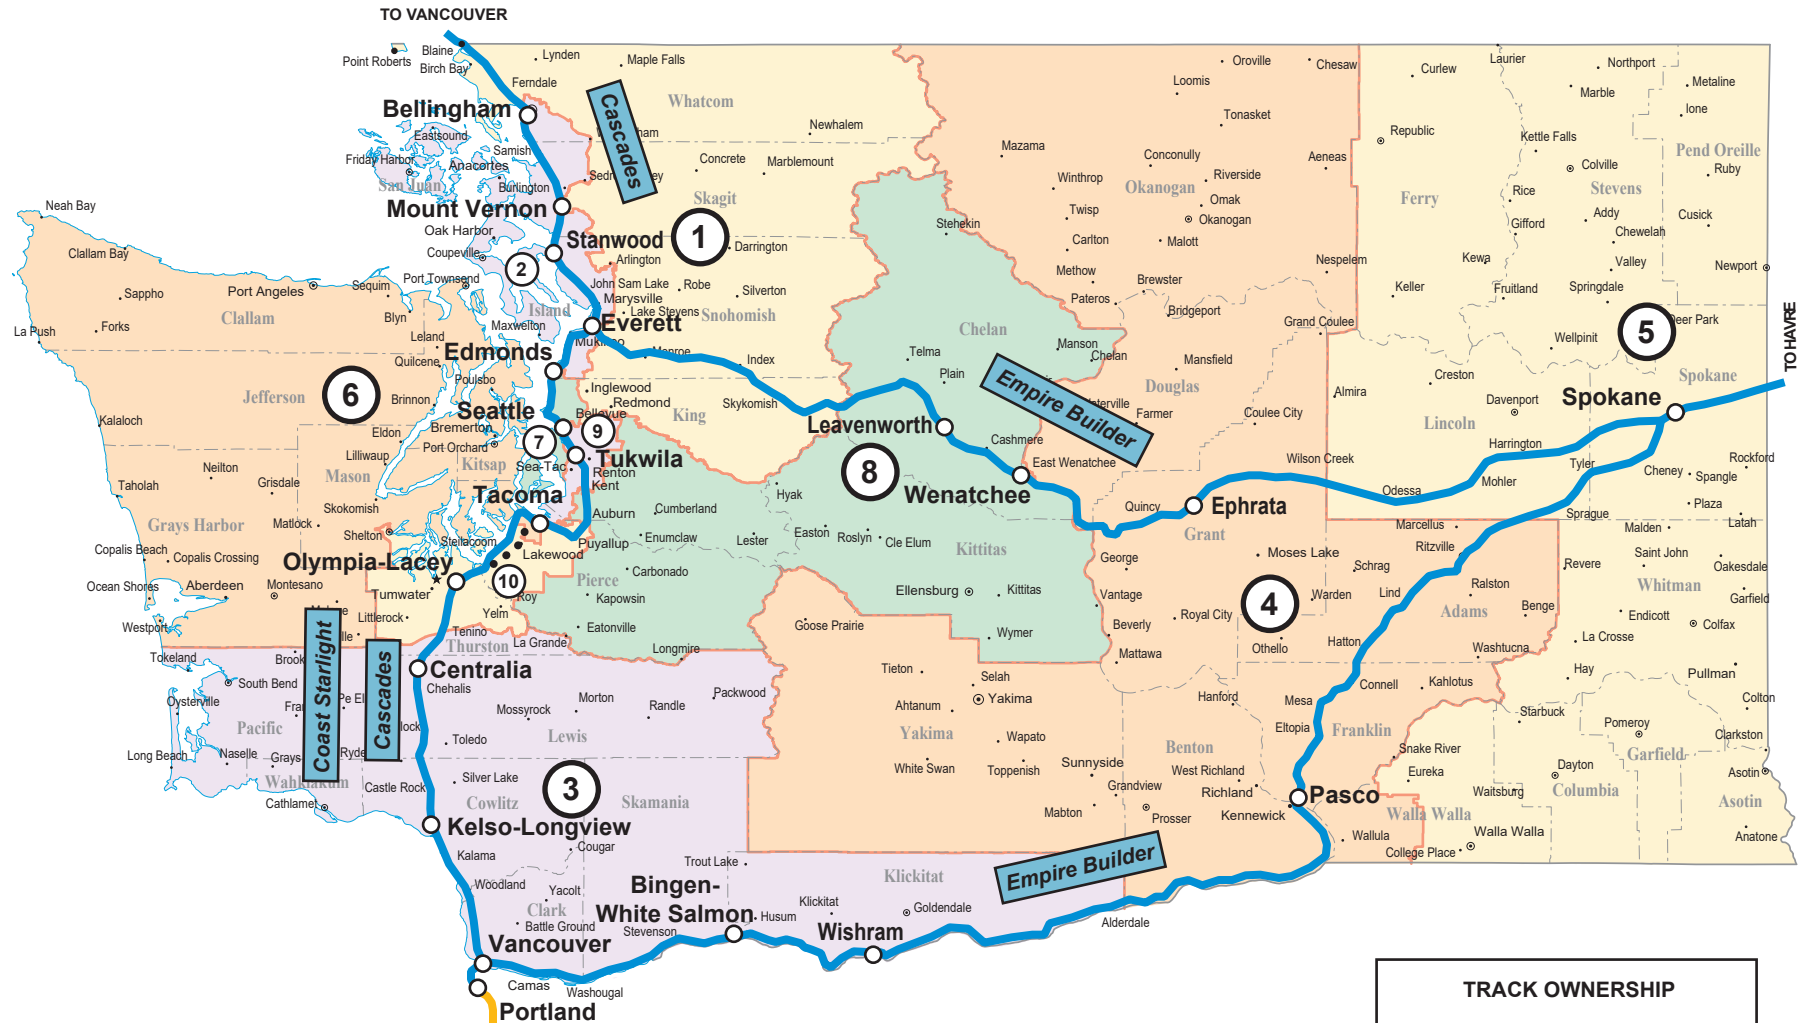 TO VANCOUVER
Point Roberts
Blaine
Birch Bay
Lynden
Maple Falls
Ferndale
Bellingham
Whatcom
Cascades
Newhalem
Eastsound
Friday Harbor
San Juan
Samish
Anacortes
Burlington
Concrete
Marblemount
Skagit
Mount Vernon
Oak Harbor
Stanwood
1
Darrington
Arlington
Coupeville
2
Port Townsend
John Sam Lake
Marysville
Robe
Silverton
Lake Stevens
Snohomish
Island
Maxwelton
Everett
Mukilteo
Monroe
Index
Edmonds
Skykomish
Inglewood
Redmond
King
Bellevue
Seattle
7
9
Tukwila
Sea-Tac
Renton
Kent
Tacoma
Auburn
Puyallup
Neah Bay
Clallam Bay
Sappho
Port Angeles
Sequim
Clallam
Blyn
Forks
La Push
Leland
Quilcene
Jefferson
6
Poulsbo
Brinnon
Bremerton
Port Orchard
Kalaloch
Eldon
Lilliwaup
Kitsap
Neilton
Mason
Grisdale
Taholah
Skokomish
Matlock
Shelton
Grays Harbor
Copalis Beach
Copalis Crossing
Ocean Shores
Aberdeen
Montesano
Westport
Olympia-Lacey
Steilacoom
Lakewood
10
Roy
Yelm
Tumwater
Littlerock
Tenino
Thurston
La Grande
Hyak
Cumberland
Enumclaw
Lester
Easton
Roslyn
Cle Elum
Kittitas
Carbonado
Pierce
Kapowsin
Eatonville
Longmire
Ellensburg
Kittitas
Wymer
Stehekin
Chelan
Telma
Plain
Manson
Chelan
Empire Builder
Leavenworth
8
Cashmere
East Wenatchee
Wenatchee
Oroville
Chesaw
Loomis
Tonasket
Mazama
Conconully
Aeneas
Winthrop
Okanogan
Riverside
Omak
Twisp
Okanogan
Carlton
Malott
Methow
Nespelem
Brewster
Pateros
Bridgeport
Grand Coulee
Mansfield
Douglas
Farmer
Coulee City
Almira
Wilson Creek
Quincy
Ephrata
Grant
George
Moses Lake
Schrag
Vantage
Royal City
4
Warden
Beverly
Othello
Hatton
Mattawa
Laurier
Northport
Curlew
Metaline
Marble
Ione
Republic
Kettle Falls
Pend Oreille
Colville
Ruby
Ferry
Rice
Stevens
Gifford
Addy
Cusick
Chewelah
Kewa
Valley
Newport
Keller
Fruitland
Springdale
5
Deer Park
Wellpinit
TO HAVRE
Creston
Spokane
Davenport
Spokane
Lincoln
Harrington
Tyler
Mohler
Cheney
Rockford
Spangle
Odessa
Plaza
Sprague
Latah
Marcellus
Malden
Ritzville
Saint John
Revere
Oakesdale
Whitman
Garfield
Ralston
Lind
Adams
Benge
Endicott
Colfax
La Crosse
Washtucna
Hay
Pullman
Connell
Kahlotus
Colton
Mesa
Starbuck
Pomeroy
Eltopia
Franklin
Clarkston
Garfield
Snake River
Eureka
Dayton
Columbia
Asotin
Waitsburg
Asotin
Pasco
Walla Walla
Walla Walla
Anatone
Wallula
College Place
Goose Prairie
Tieton
Selah
Yakima
Ahtanum
Yakima
Wapato
White Swan
Toppenish
Hanford
Benton
Sunnyside
West Richland
Richland
Grandview
Mabton
Prosser
Kennewick
Empire Builder
Alderdale
Tokeland
Brook
South Bend
Oysterville
Pacific
Coast Starlight
Cascades
Pe El
Long Beach
Naselle
Grays
Wahkiakum
Cathlamet
Ryde
Centralia
Chehalis
Mossyrock
Morton
Randle
Packwood
Toledo
Lewis
Silver Lake
Castle Rock
Cowlitz
3
Skamania
Kelso-Longview
Kalama
Cougar
Woodland
Yacolt
Clark
Battle Ground
Trout Lake
Klickitat
Bingen-
White Salmon
Husum
Klickitat
Goldendale
Stevenson
Wishram
Vancouver
Camas
Washougal
Portland
TRACK OWNERSHIP